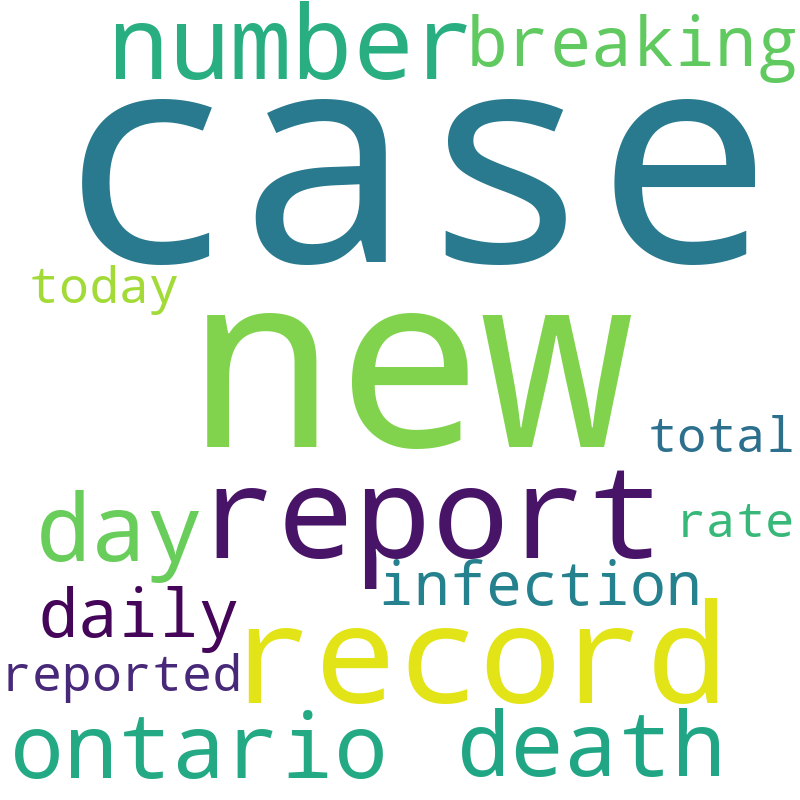 number breaking
case
today
new
total
report
day
rate
infection
daily
record
reported
ontario death